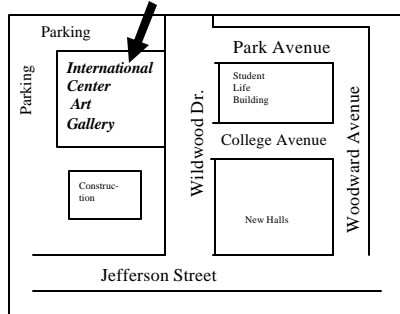 Parking
Park Avenue
International
Center
Art
Gallery
Parking
Student
Life
Building
Wildwood Dr.
College Avenue
Woodward Avenue
Construc-
tion
New Halls
Jefferson Street